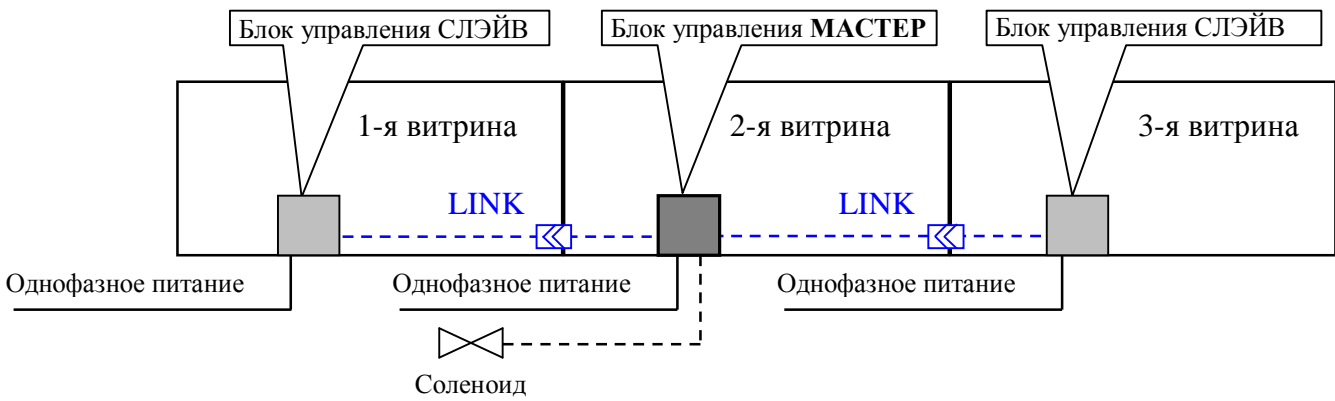 Блок управления СЛЭЙВ
Блок управления МАСТЕР
Блок управления СЛЭЙВ
1-я витрина
2-я витрина
3-я витрина
LINK
LINK
Однофазное питание
Однофазное питание
Однофазное питание
Соленоид